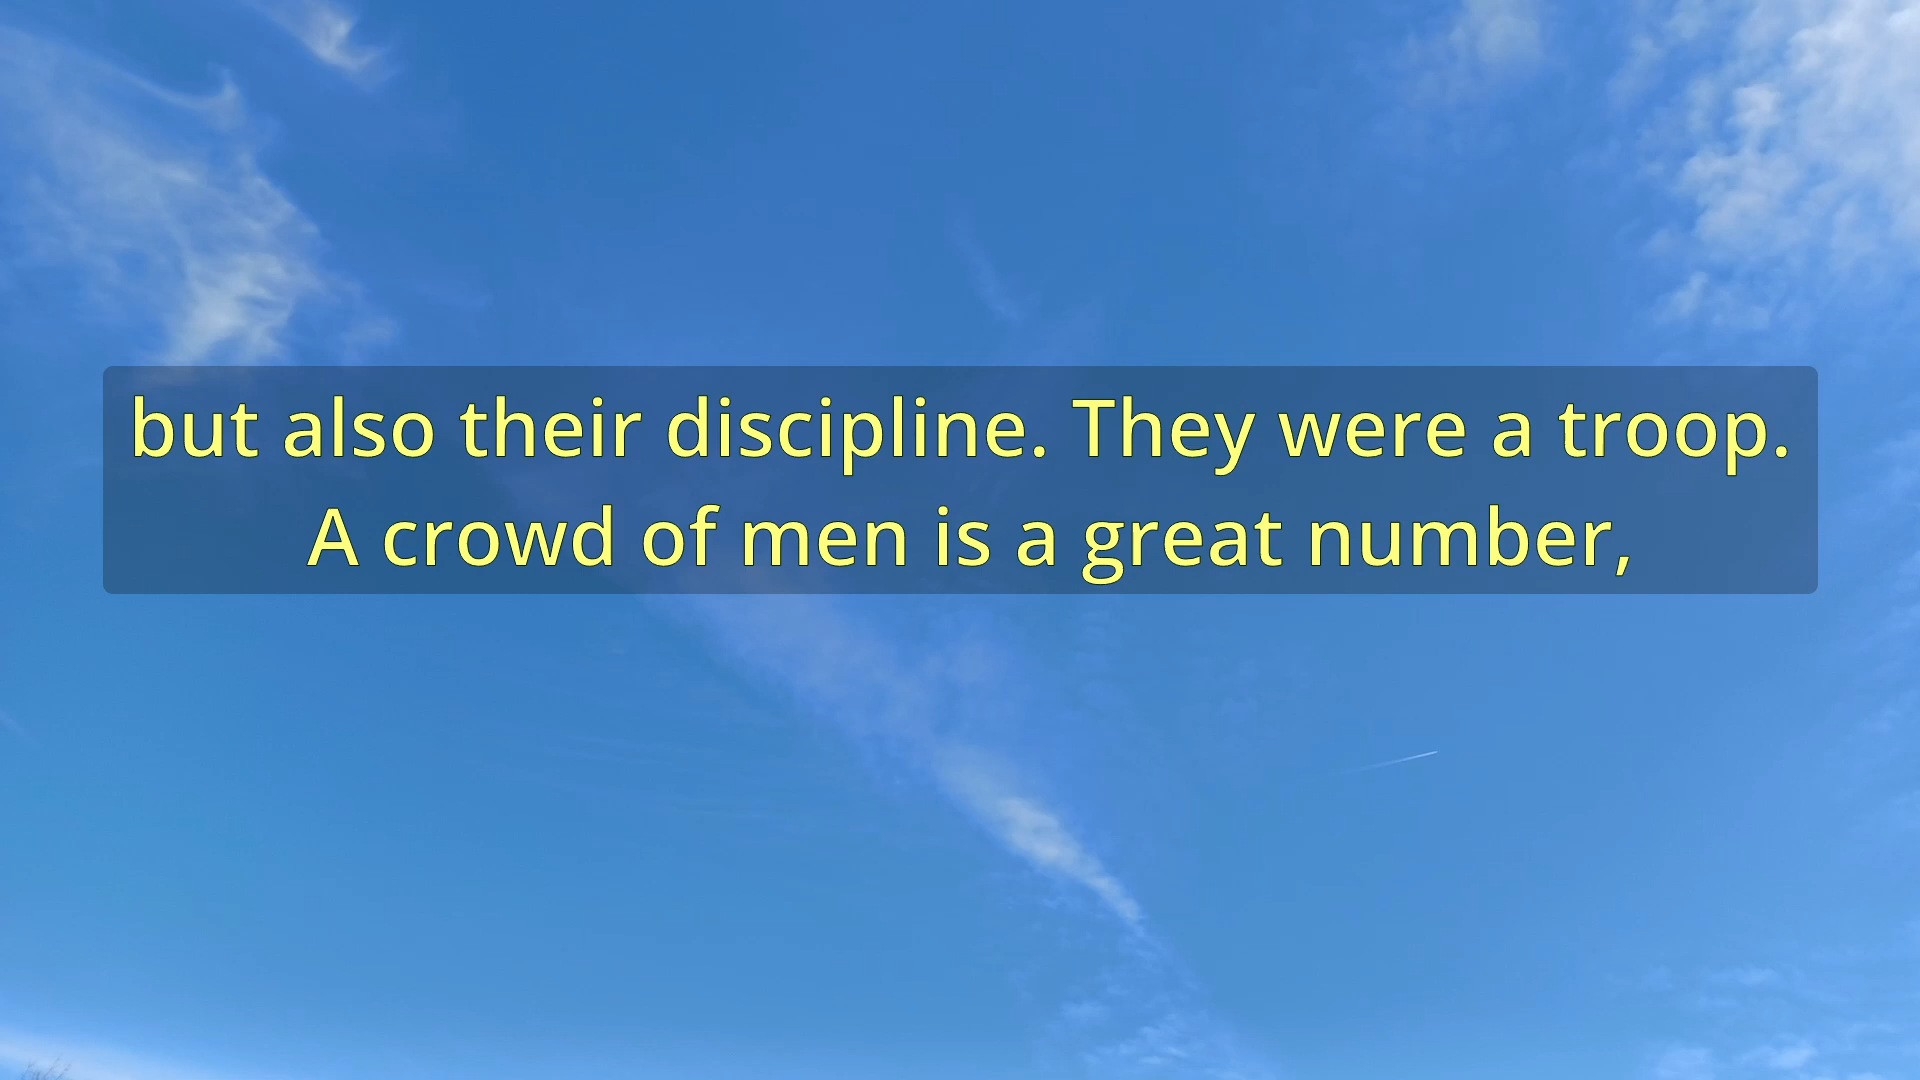 but also their discipline. They were a troop.
A crowd of men is a great number,